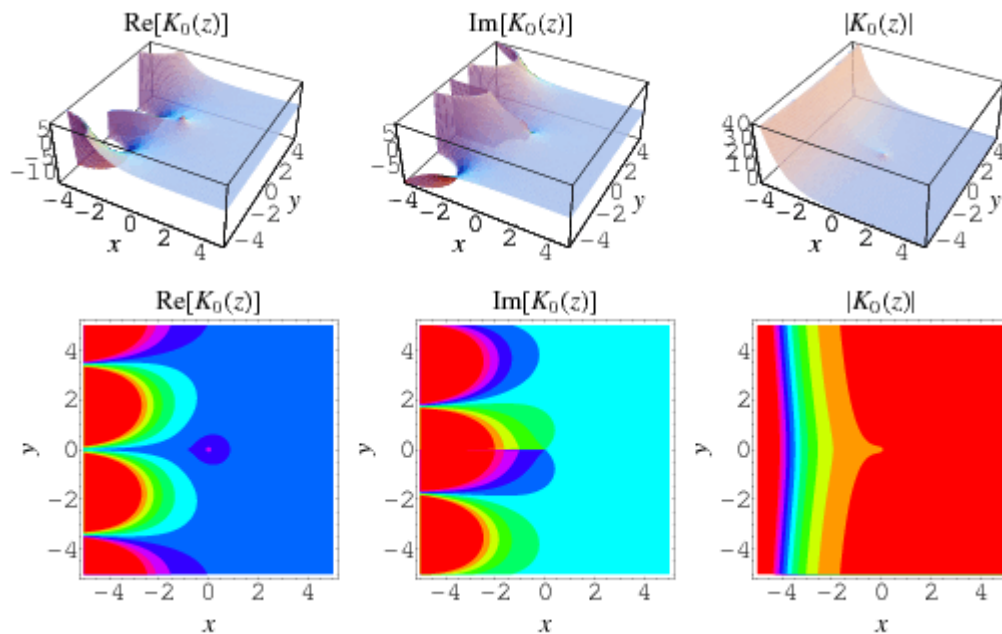 Re[K₀(z)] Im[K₀(z)] |K₀(z)|
5 0 −5 −10 −4 −2 0 2 4 x −4 −2 0 2 4 y
5 0 −5 −4 −2 0 2 4 x −4 −2 0 2 4 y
40 30 20 10 0 −4 −2 0 2 4 x −4 −2 0 2 4 y
Re[K₀(z)] Im[K₀(z)] |K₀(z)|
4 4 4
2 2 2
y 0 y 0 y 0
−2 −2 −2
−4 −4 −4
−4 −2 0 2 4 −4 −2 0 2 4 −4 −2 0 2 4
x x x